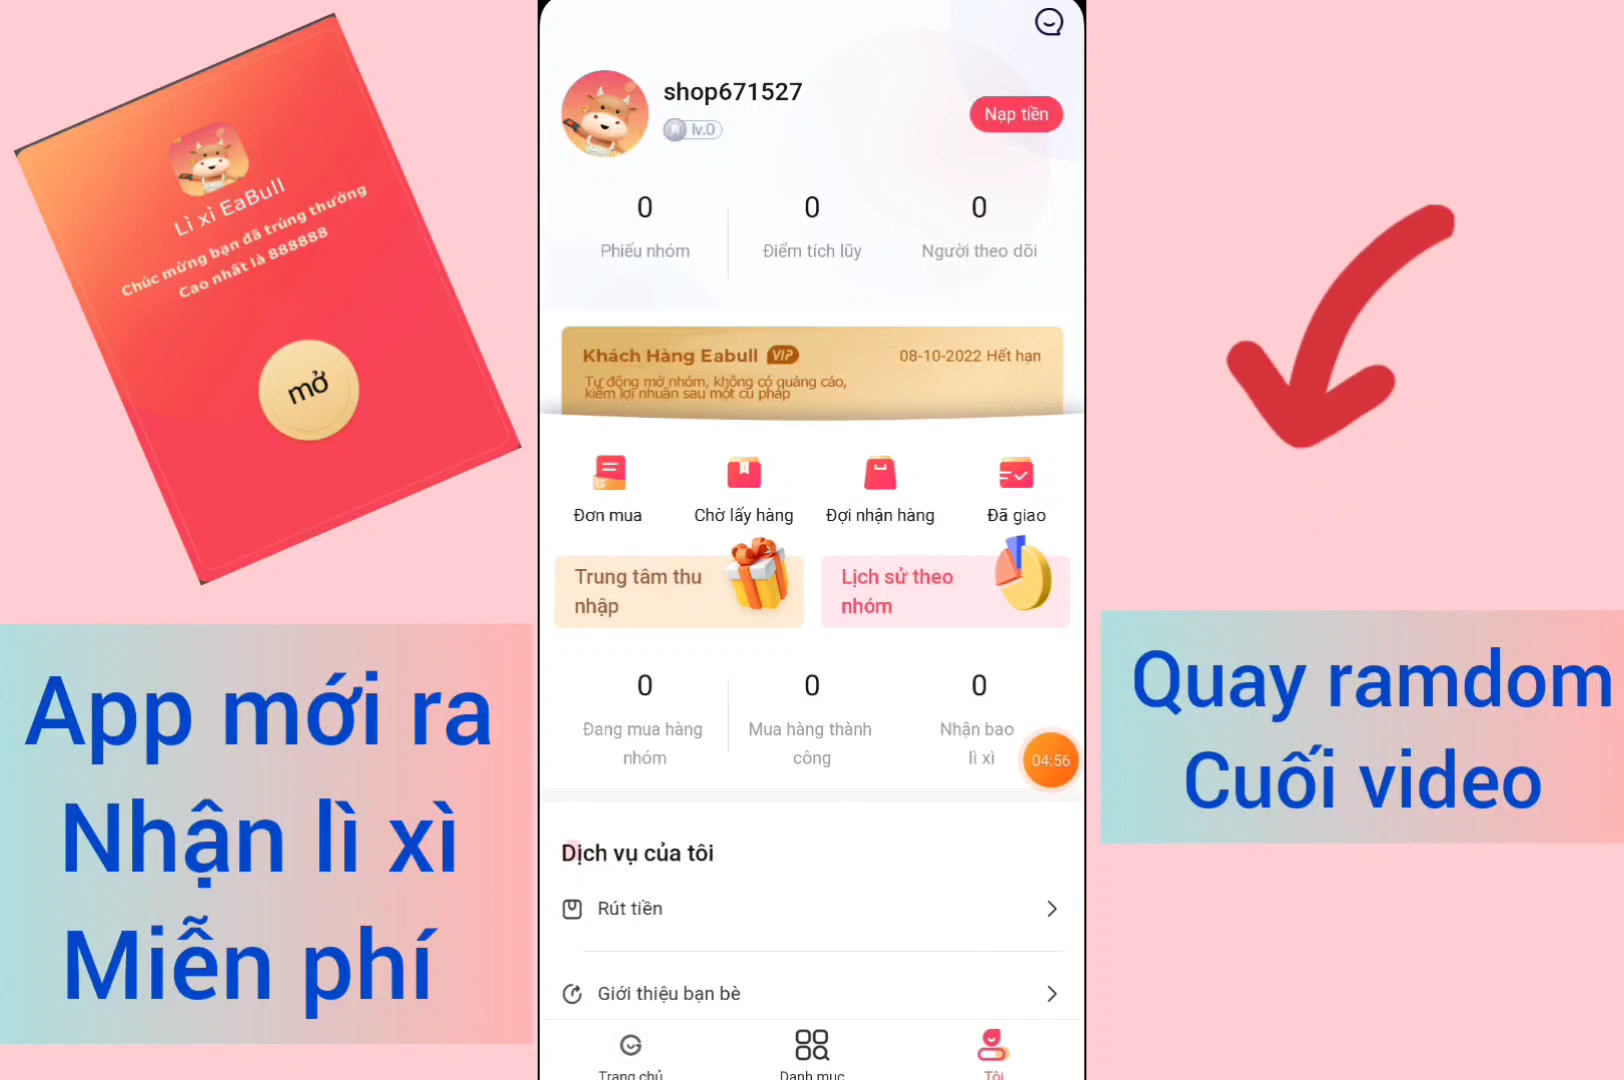 Lì xì EaBull
Chúc mừng bạn đã trúng thưởng
Cao nhất là 888888
mở
App mới ra
Nhận lì xì
Miễn phí
shop671527
lv.0
Nạp tiền
0 0 0
Phiếu nhóm Điểm tích lũy Người theo dõi
Khách Hàng Eabull VIP 08-10-2022 Hết hạn
Tự động mở nhóm, không có quảng cáo,
kiếm lợi nhuận sau một cú pháp
Đơn mua Chờ lấy hàng Đợi nhận hàng Đã giao
Trung tâm thu
nhập
Lịch sử theo
nhóm
0 0 0
Đang mua hàng
nhóm
Mua hàng thành
công
Nhận bao
lì xì
04:56
Dịch vụ của tôi
Rút tiền
Giới thiệu bạn bè
Trang chủ Danh mục Tôi
Quay ramdom
Cuối video